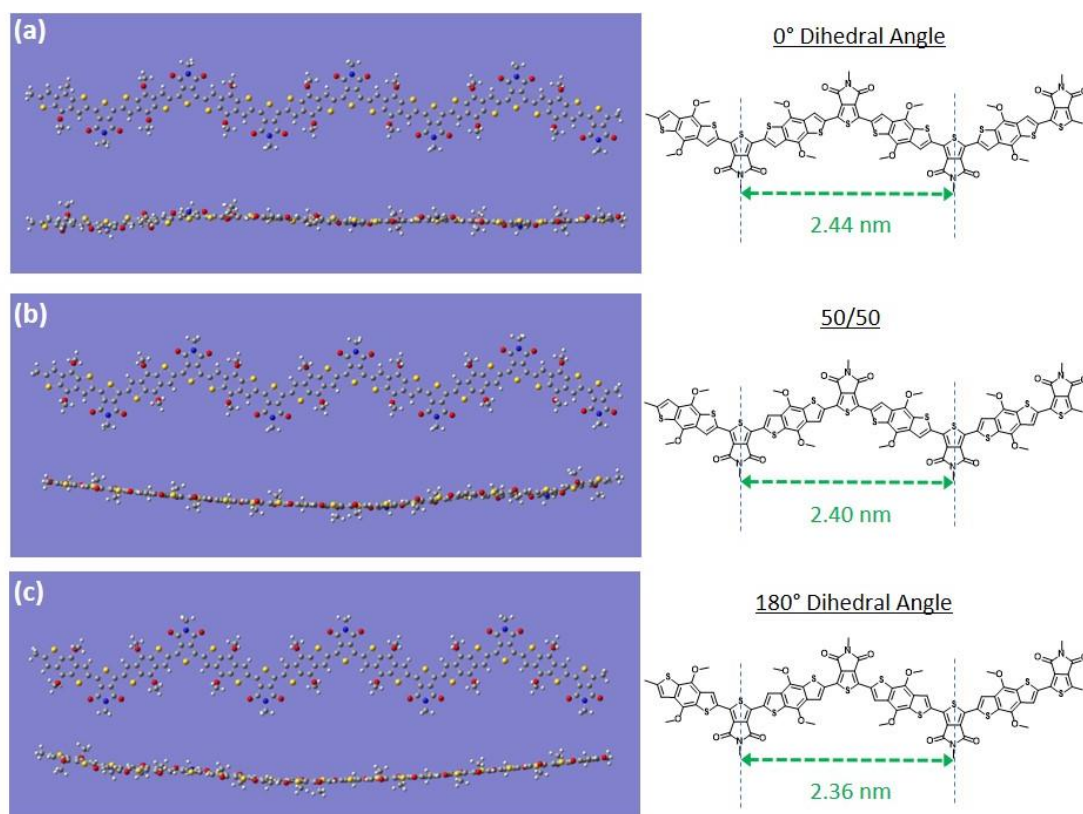 (a)
0° Dihedral Angle
2.44 nm
(b)
50/50
2.40 nm
(c)
180° Dihedral Angle
2.36 nm